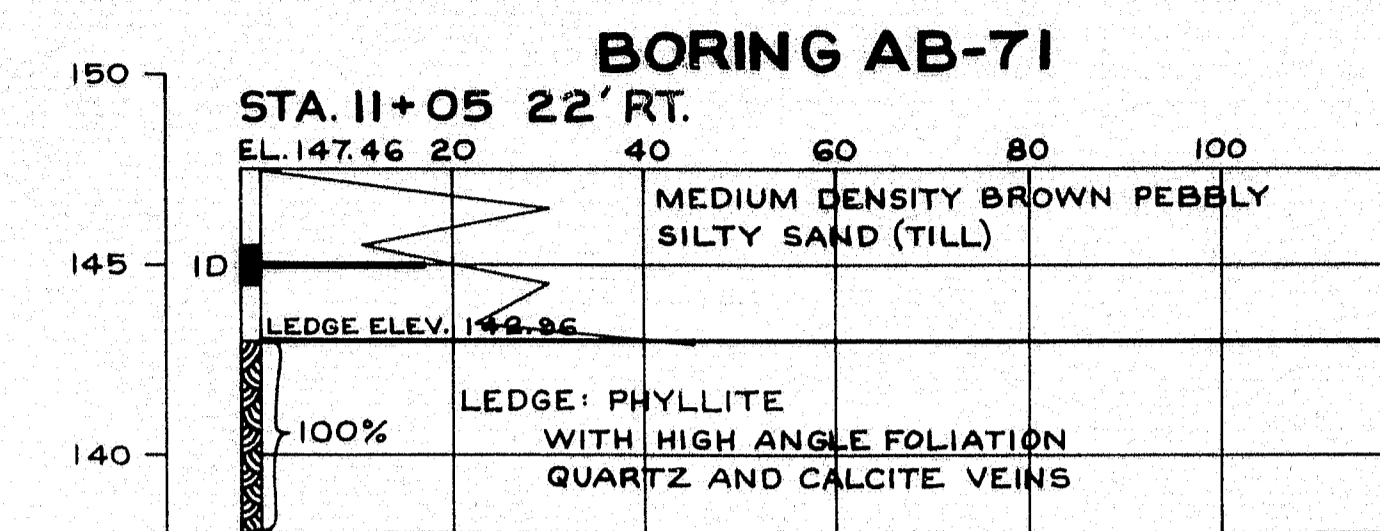 BORING AB-71
150
STA. 11+05 22' RT.
EL. 147.46 20 40 60 80 100
MEDIUM DENSITY BROWN PEBBLY
SILTY SAND (TILL)
145 1D
LEDGE ELEV. 142.96
LEDGE: PHYLLITE
100%
WITH HIGH ANGLE FOLIATION
140
QUARTZ AND CALCITE VEINS